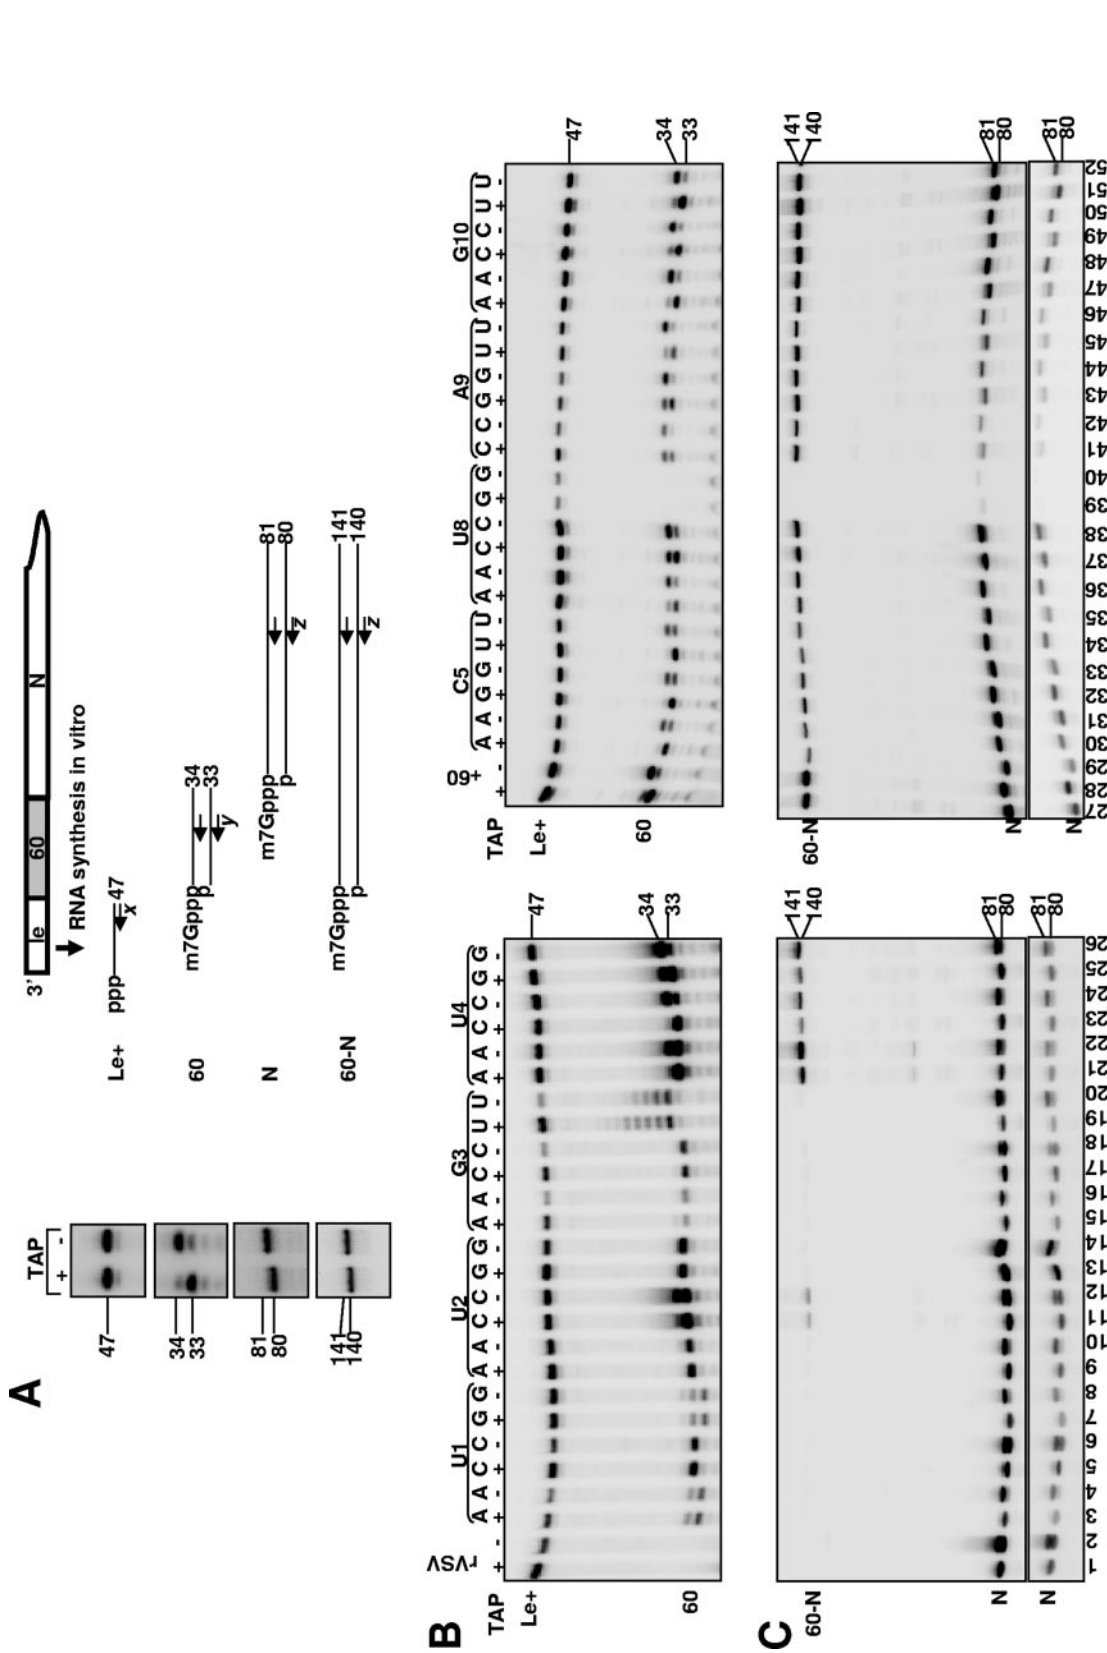 A
TAP
+ -
47
34
33
81
80
141
140
3' le 60 N
RNA synthesis in vitro
Le+ ppp 47
x
60 m7Gppp 34
p 33
y
N m7Gppp 81
p 80
z
60-N m7Gppp 141
p 140
z
B
rVSV U1 U2 G3 U4
A A C C G G A A C C G G A A C C U U A A C C G G
TAP + - + - + - + - + - + - + - + - + - + - + - + - + -
Le+ 47
34
60 33
+60 C5 U8 A9 G10
A A G G U U A A C C G G C C G G U U A A C C U U
TAP + - + - + - + - + - + - + - + - + - + - + - + - + -
Le+ 47
60 34
33
C
60-N 141
140
N 81
80
N 81
80
1 2 3 4 5 6 7 8 9 10 11 12 13 14 15 16 17 18 19 20 21 22 23 24 25 26
60-N 141
140
N 81
80
N 81
80
27 28 29 30 31 32 33 34 35 36 37 38 39 40 41 42 43 44 45 46 47 48 49 50 51 52